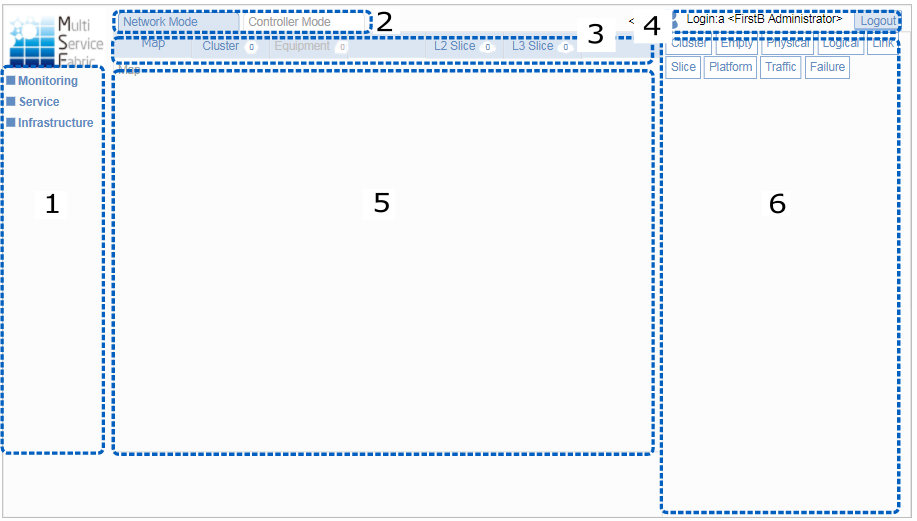 Multi
Service
Fabric
Network Mode Controller Mode 2
Map Cluster 0 Equipment 0 L2 Slice 0 L3 Slice 0 3
< 4 Login:a <FirstB Administrator> Logout
Cluster Empty Physical Logical Link
Slice Platform Traffic Failure
Map
Monitoring
Service
Infrastructure
1
5
6